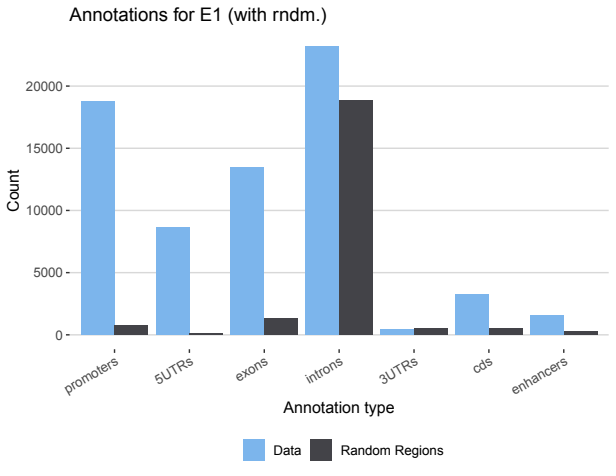 Annotations for E1 (with rndm.)
Count
20000
15000
10000
5000
0
promoters
5UTRs
exons
introns
3UTRs
cds
enhancers
Annotation type
Data
Random Regions